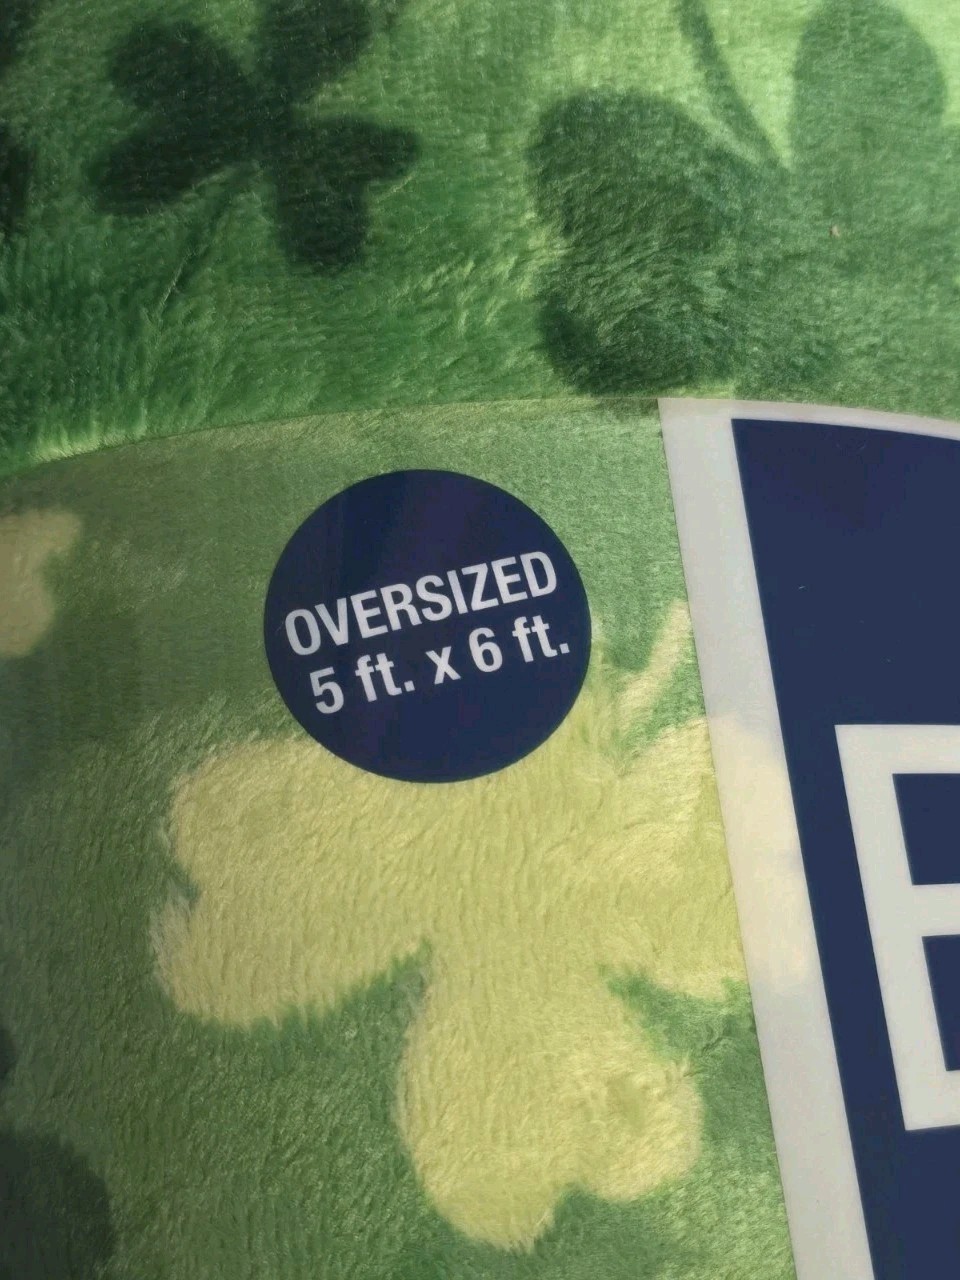 OVERSIZED
5 ft. x 6 ft.
E